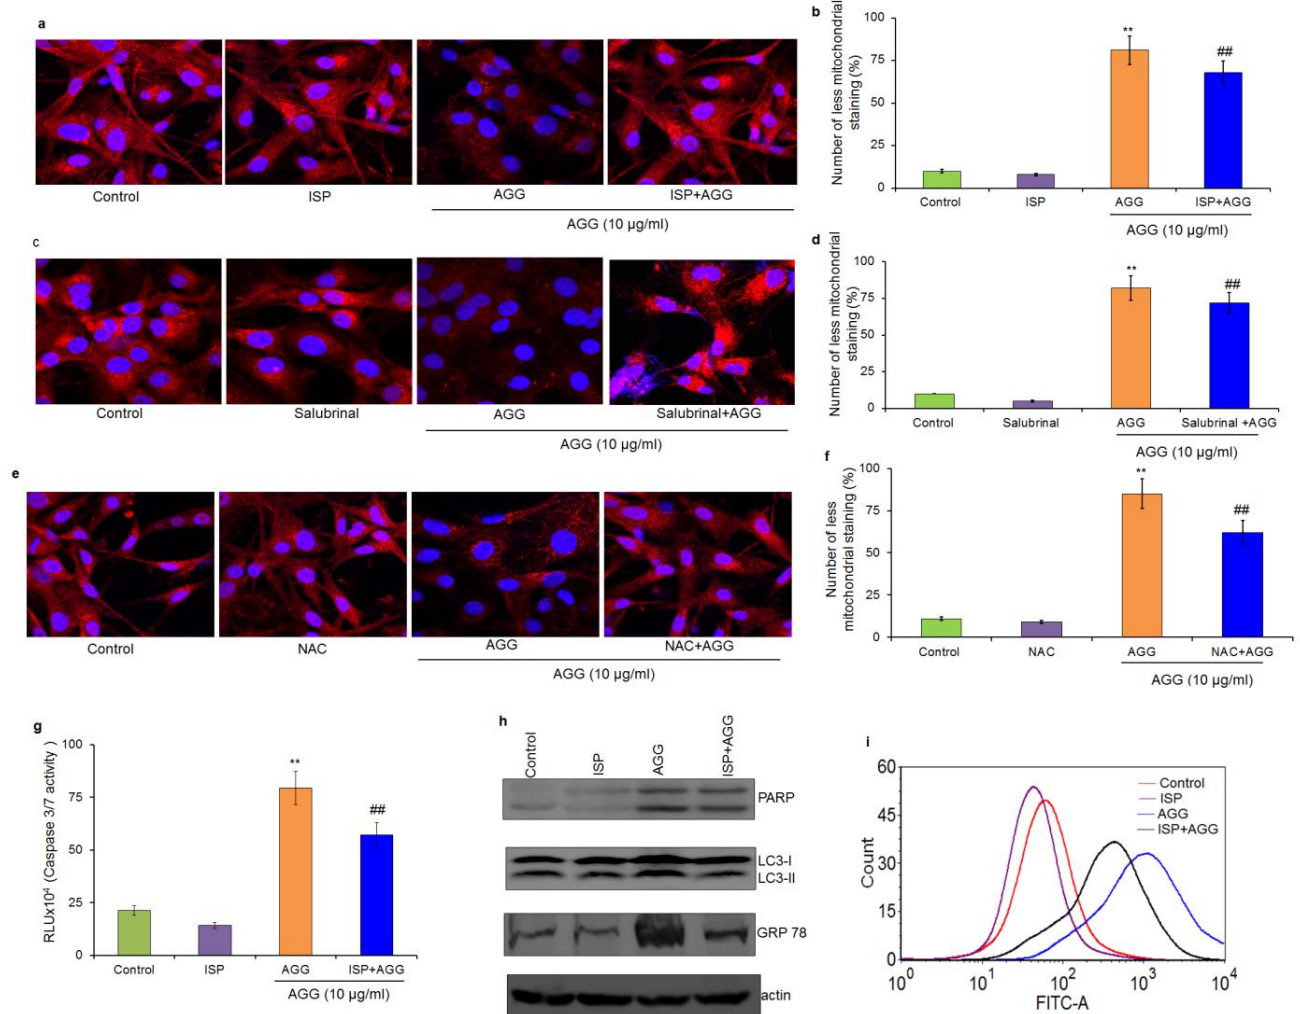 a
Control
ISP
AGG
ISP+AGG
AGG (10 µg/ml)
b
Number of less mitochondrial
staining (%)
100
75
50
25
0
**
##
Control
ISP
AGG
ISP+AGG
AGG (10 µg/ml)
c
Control
Salubrinal
AGG
Salubrinal+AGG
AGG (10 µg/ml)
d
Number of less mitochondrial
staining (%)
100
75
50
25
0
**
##
Control
Salubrinal
AGG
Salubrinal +AGG
AGG (10 µg/ml)
e
Control
NAC
AGG
NAC+AGG
AGG (10 µg/ml)
f
Number of less
mitochondrial staining (%)
100
75
50
25
0
**
##
Control
NAC
AGG
NAC+AGG
AGG (10 µg/ml)
g
RLUx10⁴ (Caspase 3/7 activity )
100
75
50
25
0
**
##
Control
ISP
AGG
ISP+AGG
AGG (10 µg/ml)
h
Control
ISP
AGG
ISP+AGG
PARP
LC3-I
LC3-II
GRP 78
actin
i
Count
60
45
30
15
0
Control
ISP
AGG
ISP+AGG
10⁰ 10¹ 10² 10³ 10⁴
FITC-A